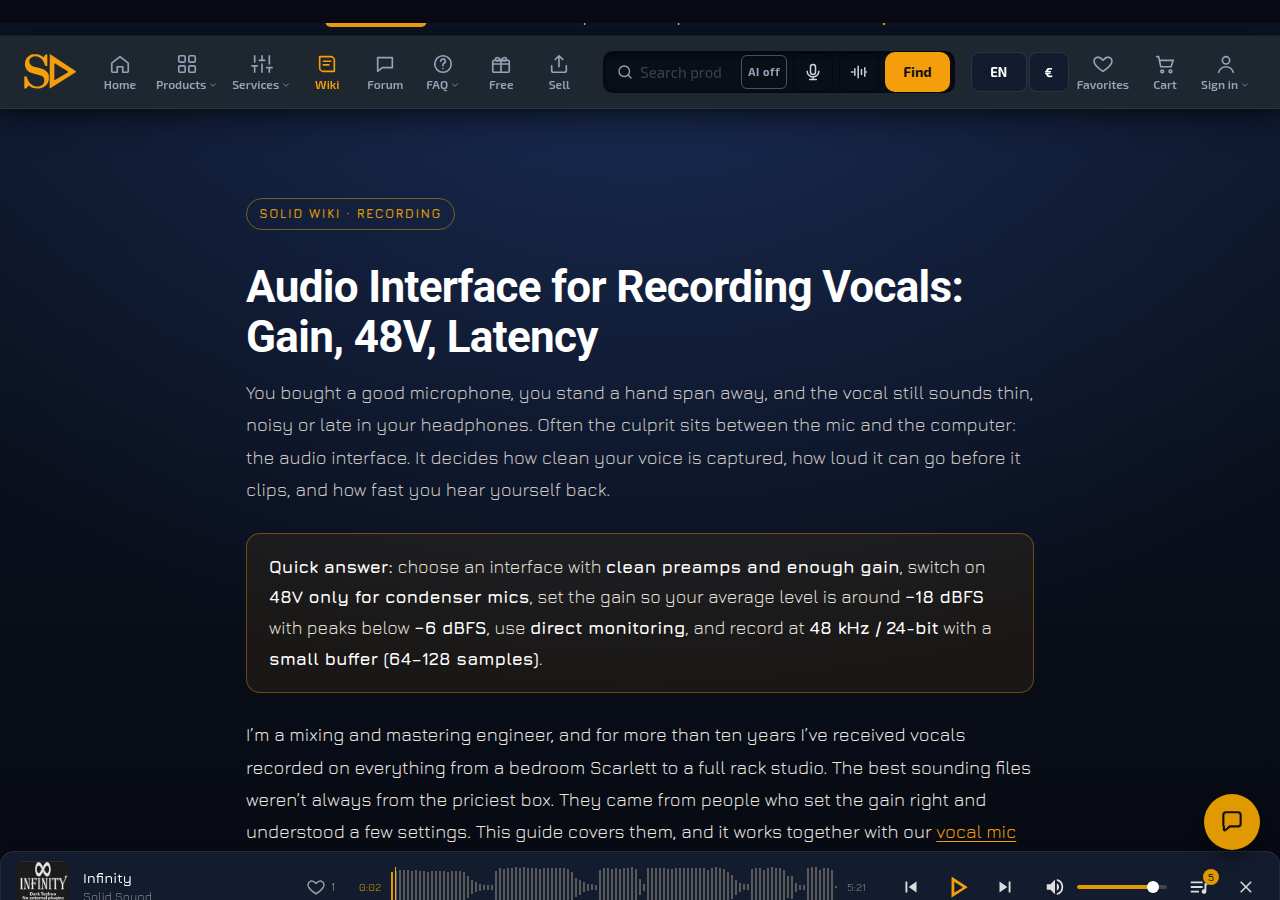 Home
Products
Services
Wiki
Forum
FAQ
Free
Sell
Search prod
AI off
Find
EN
€
Favorites
Cart
Sign in
SOLID WIKI · RECORDING
Audio Interface for Recording Vocals:
Gain, 48V, Latency
You bought a good microphone, you stand a hand span away, and the vocal still sounds thin,
noisy or late in your headphones. Often the culprit sits between the mic and the computer:
the audio interface. It decides how clean your voice is captured, how loud it can go before it
clips, and how fast you hear yourself back.
Quick answer: choose an interface with clean preamps and enough gain, switch on
48V only for condenser mics, set the gain so your average level is around −18 dBFS
with peaks below −6 dBFS, use direct monitoring, and record at 48 kHz / 24-bit with a
small buffer (64–128 samples).
I’m a mixing and mastering engineer, and for more than ten years I’ve received vocals
recorded on everything from a bedroom Scarlett to a full rack studio. The best sounding files
weren’t always from the priciest box. They came from people who set the gain right and
understood a few settings. This guide covers them, and it works together with our vocal mic
INFINITY
Infinity
Solid Sound
1
0:02
5:21
5